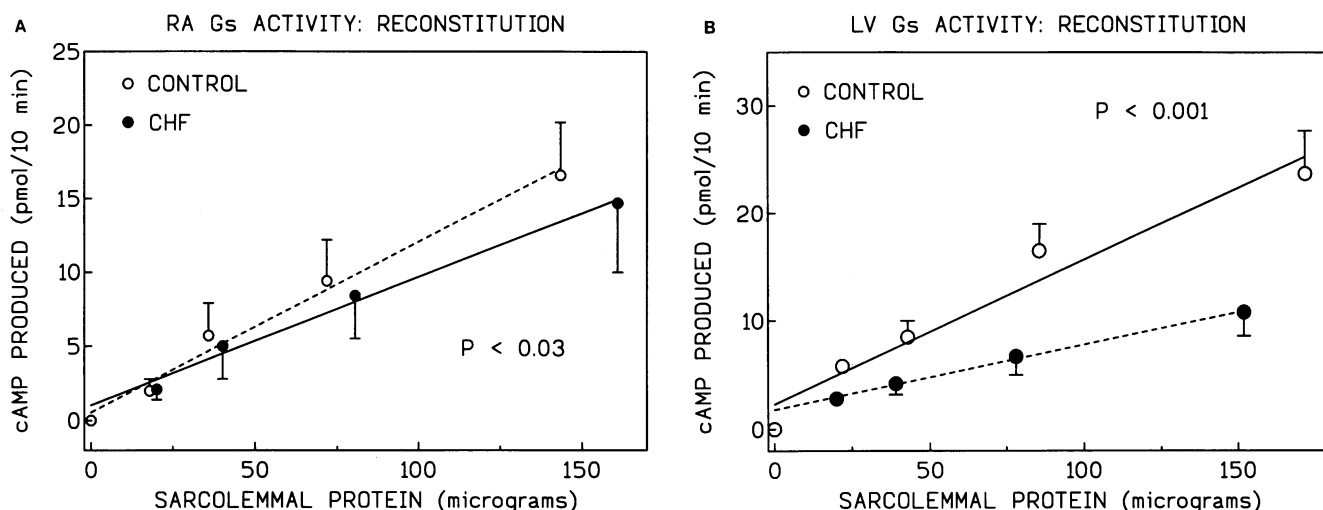 A
RA Gs ACTIVITY: RECONSTITUTION
cAMP PRODUCED (pmol/10 min)
25
20
15
10
5
0
CONTROL
CHF
P < 0.03
0 50 100 150
SARCOLEMMAL PROTEIN (micrograms)
B
LV Gs ACTIVITY: RECONSTITUTION
cAMP PRODUCED (pmol/10 min)
30
20
10
0
CONTROL
CHF
P < 0.001
0 50 100 150
SARCOLEMMAL PROTEIN (micrograms)